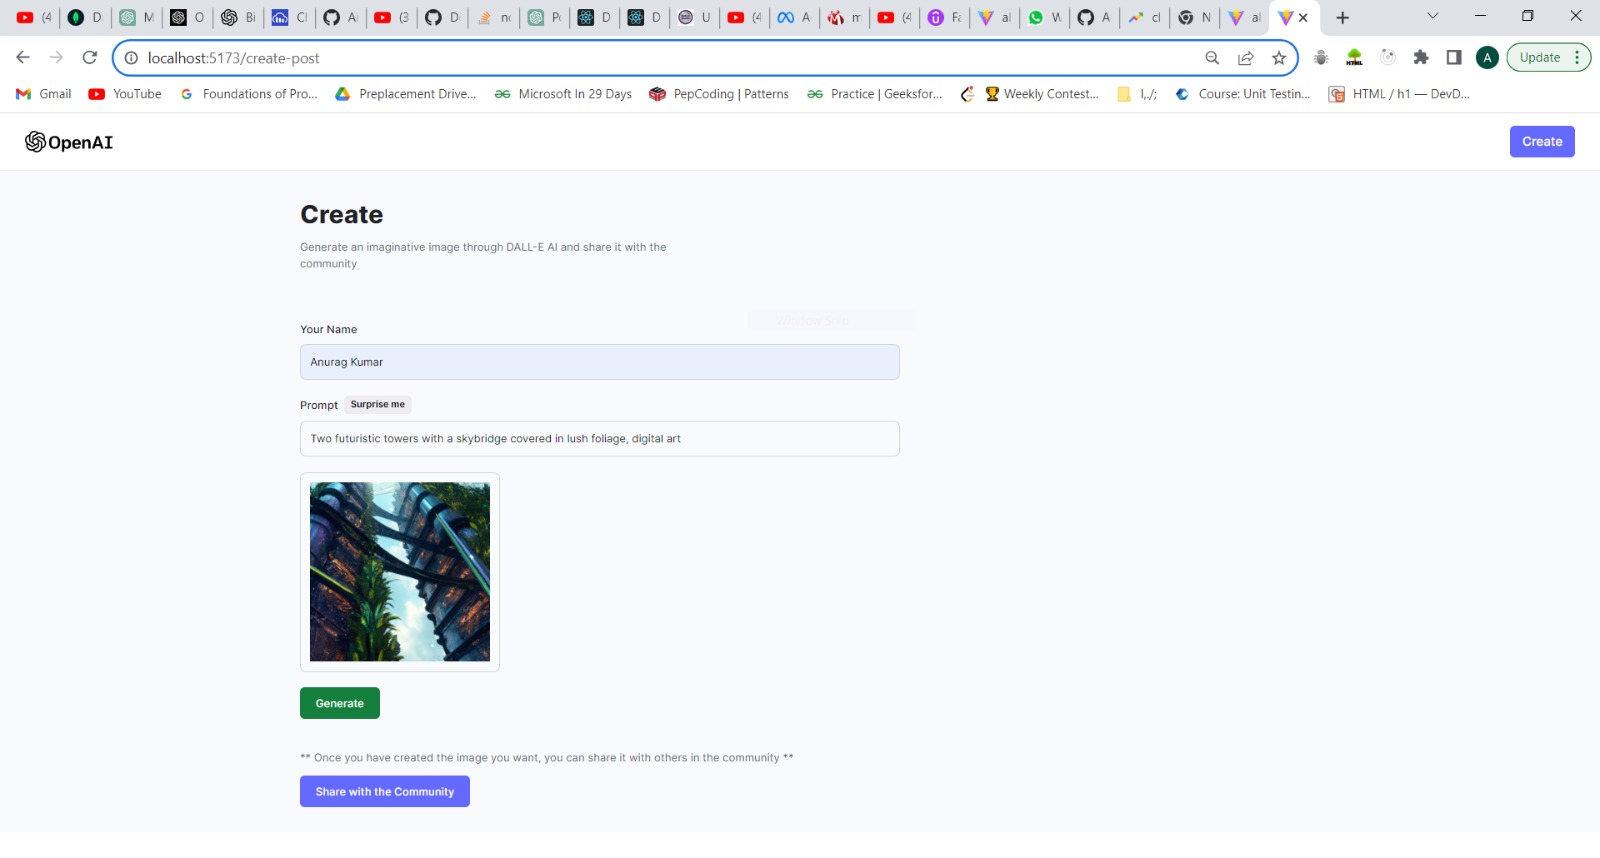 (4 D M O Bi Cl A (3 D n P D D U (4 A m (4 Fa al W A cl N al
localhost:5173/create-post
A Update
Gmail YouTube Foundations of Pro... Preplacement Drive... Microsoft In 29 Days PepCoding | Patterns Practice | Geeksfor... Weekly Contest... I,./; Course: Unit Testin... HTML / h1 — DevD...
OpenAI Create
Create
Generate an imaginative image through DALL-E AI and share it with the
community
Your Name
Anurag Kumar
Prompt Surprise me
Two futuristic towers with a skybridge covered in lush foliage, digital art
Generate
** Once you have created the image you want, you can share it with others in the community **
Share with the Community